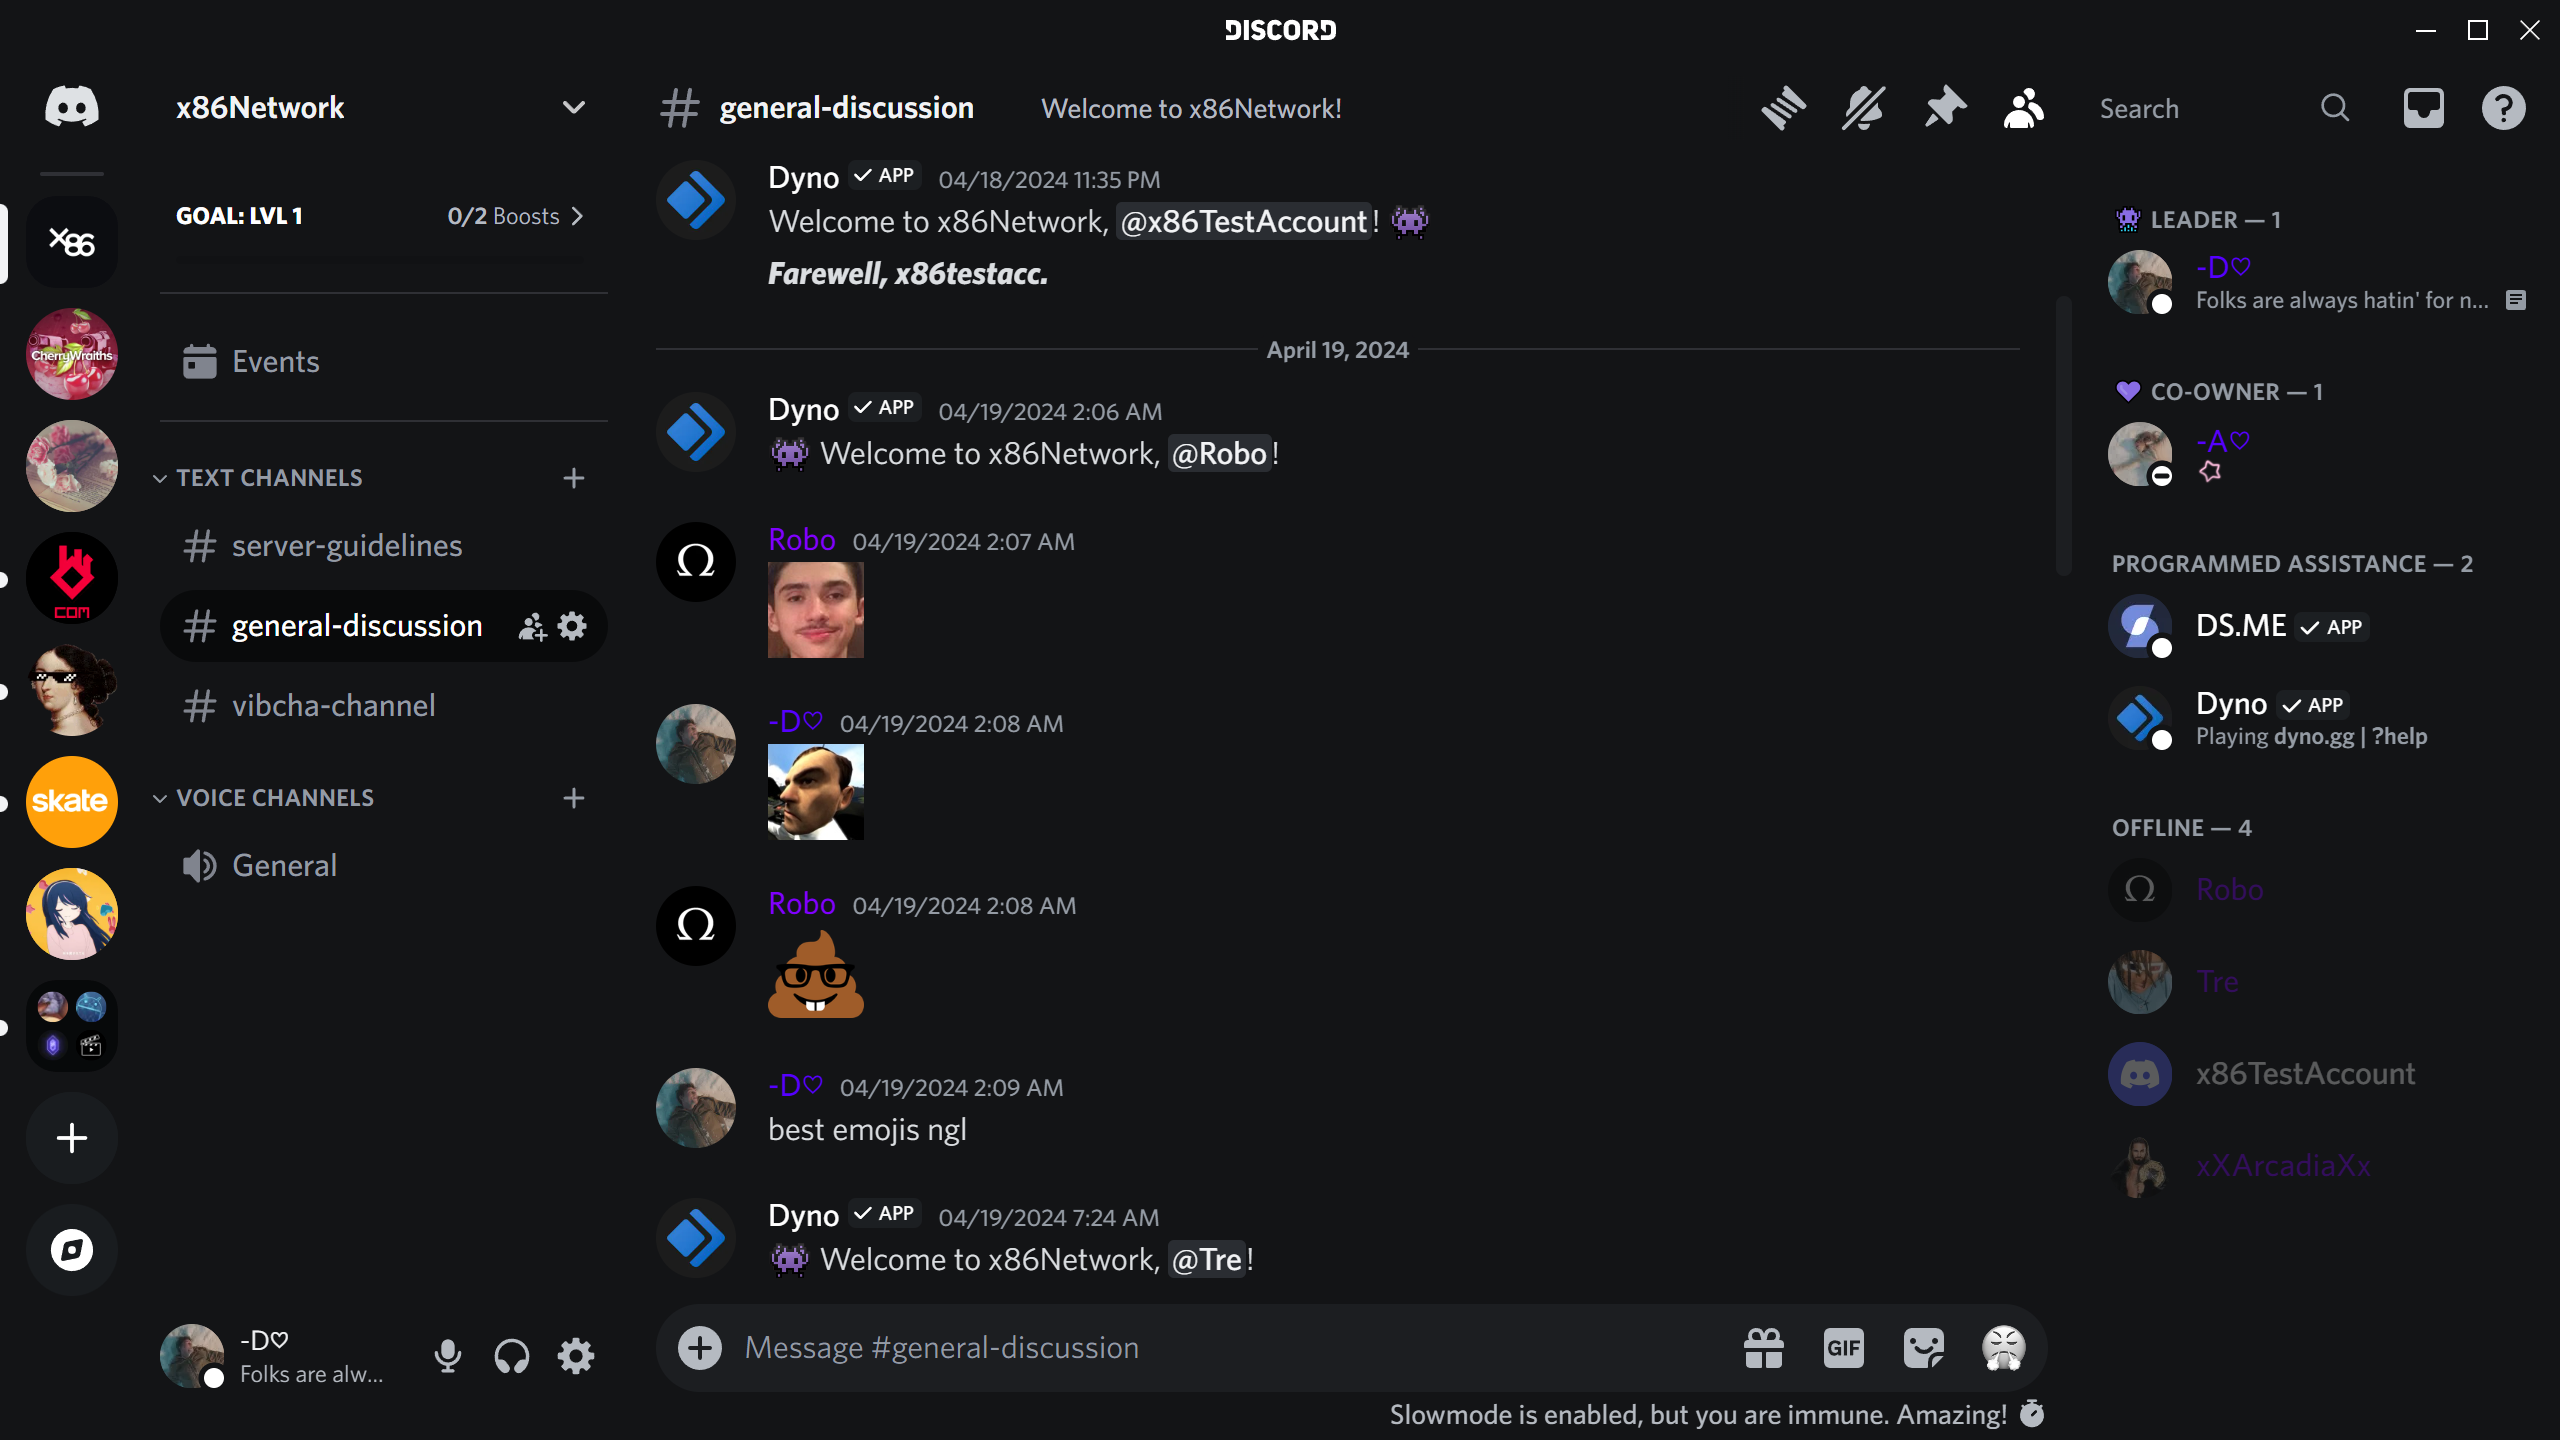 DISCORD
x86Network
general-discussion
Welcome to x86Network!
Search
GOAL: LVL 1
0/2 Boosts
Events
TEXT CHANNELS
server-guidelines
general-discussion
vibcha-channel
VOICE CHANNELS
General
X86
CherryWraiths
COM
skate
-D♡
Folks are alw...
Dyno ✓ APP 04/18/2024 11:35 PM
Welcome to x86Network, @x86TestAccount! 👾
Farewell, x86testacc.
April 19, 2024
Dyno ✓ APP 04/19/2024 2:06 AM
👾 Welcome to x86Network, @Robo!
Ω
Robo 04/19/2024 2:07 AM
-D♡ 04/19/2024 2:08 AM
Ω
Robo 04/19/2024 2:08 AM
-D♡ 04/19/2024 2:09 AM
best emojis ngl
Dyno ✓ APP 04/19/2024 7:24 AM
👾 Welcome to x86Network, @Tre!
Message #general-discussion
GIF
Slowmode is enabled, but you are immune. Amazing!
LEADER — 1
-D♡
Folks are always hatin' for n...
CO-OWNER — 1
-A♡
PROGRAMMED ASSISTANCE — 2
DS.ME ✓ APP
Dyno ✓ APP
Playing dyno.gg | ?help
OFFLINE — 4
Ω
Robo
Tre
x86TestAccount
xXArcadiaXx